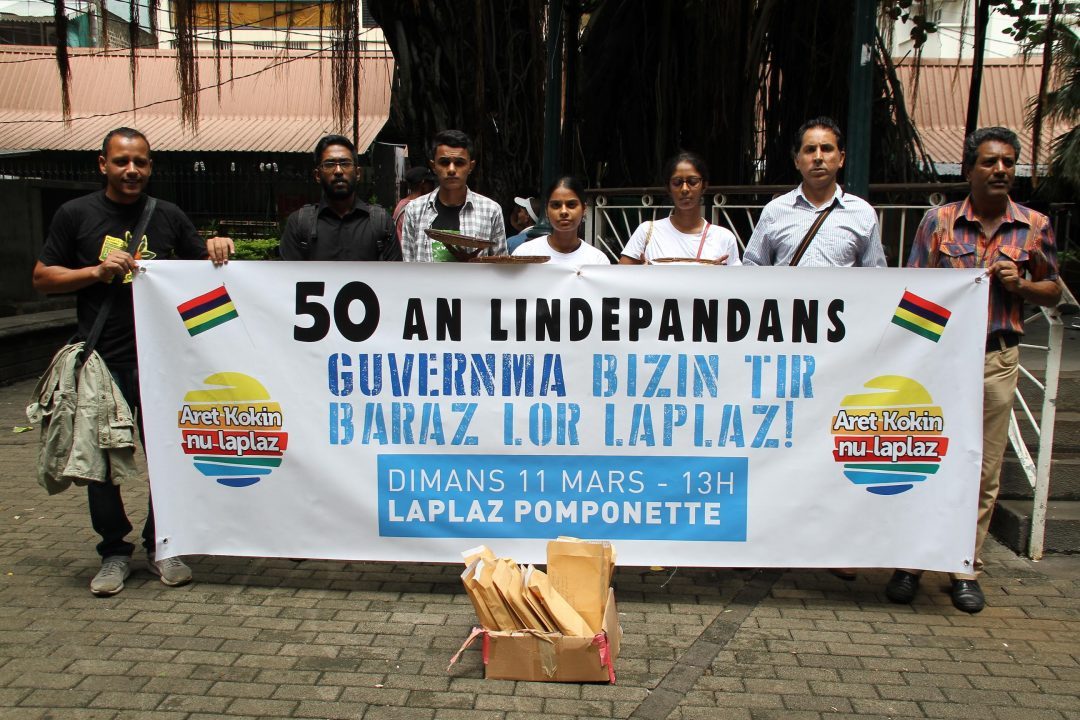 50 AN LINDEPANDANS
GUVERNMA BIZIN TIR
BARAZ LOR LAPLAZ!
Aret Kokin
nu-laplaz
Aret Kokin
nu-laplaz
DIMANS 11 MARS - 13H
LAPLAZ POMPONETTE